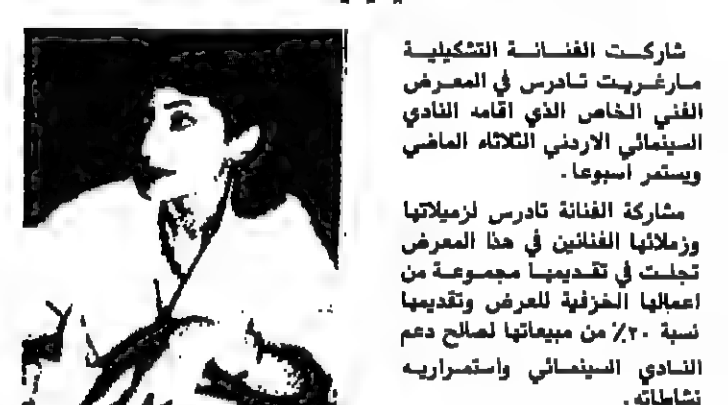 شاركت الفنانة التشكيلية
مارغريت تادرس في المعرض
الفني الخاص الذي اقامه النادي
السينمائي الاردني الثلاثاء الماضي
ويستمر اسبوعا .
مشاركة الفنانة تادرس لزميلاتها
وزملائها الفنانين في هذا المعرض
تجلت في تقديمها مجموعة من
اعمالها الخزفية للعرض وتقديمها
نسبة ٢٠٪ من مبيعاتها لصالح دعم
النادي السينمائي واستمراريه
نشاطاته .